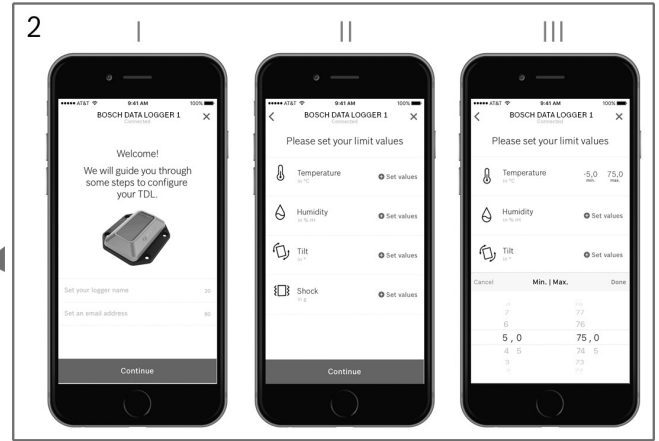 2
I
II
III
AT&T 9:41 AM 100%
BOSCH DATA LOGGER 1
Connected
Welcome!
We will guide you through
some steps to configure
your TDL.
Set your logger name
Set an email address
Continue
AT&T 9:41 AM 100%
BOSCH DATA LOGGER 1
Connected
Please set your limit values
Temperature
in °C
Set values
Humidity
in % rH
Set values
Tilt
in °
Set values
Shock
in g
Set values
Continue
AT&T 9:41 AM 100%
BOSCH DATA LOGGER 1
Connected
Please set your limit values
Temperature -5,0 75,0
in °C min. max.
Humidity
in % rH
Set values
Tilt
in °
Set values
Cancel Min. | Max. Done
7 77
6 76
5 , 0 75 , 0
4 5 74 5
3 73